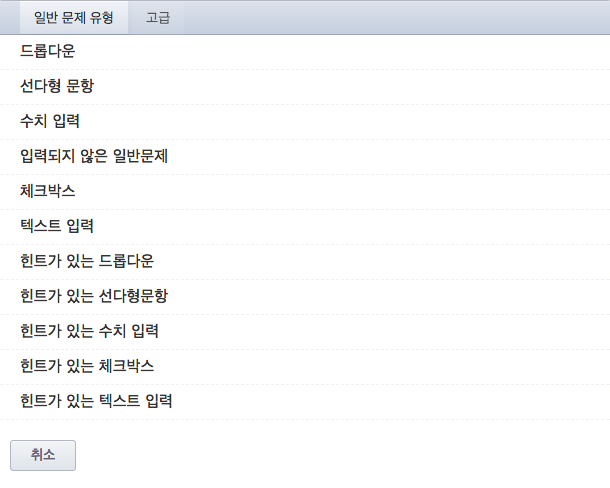 일반 문제 유형 고급
드롭다운
선다형 문항
수치 입력
입력되지 않은 일반문제
체크박스
텍스트 입력
힌트가 있는 드롭다운
힌트가 있는 선다형문항
힌트가 있는 수치 입력
힌트가 있는 체크박스
힌트가 있는 텍스트 입력
취소